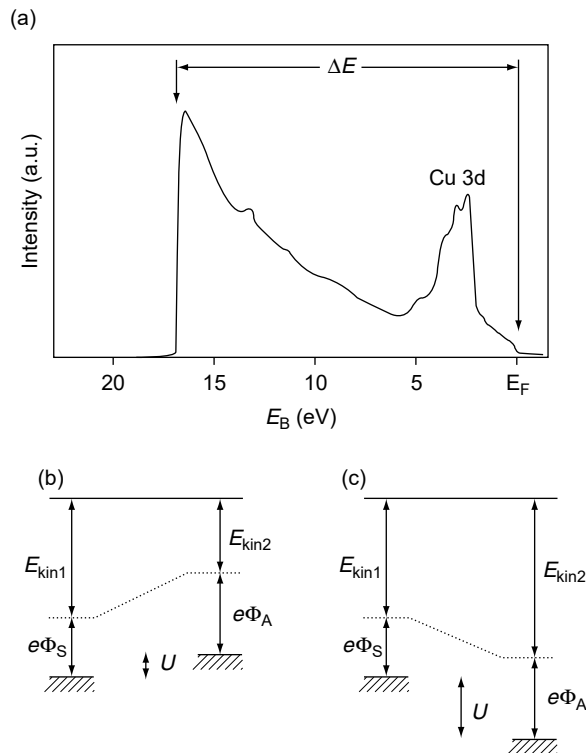 (a)
ΔE
Cu 3d
Intensity (a.u.)
20 15 10 5 E_F
E_B (eV)
(b) (c)
E_kin1 E_kin2 E_kin1 E_kin2
eΦ_S U eΦ_A eΦ_S U eΦ_A